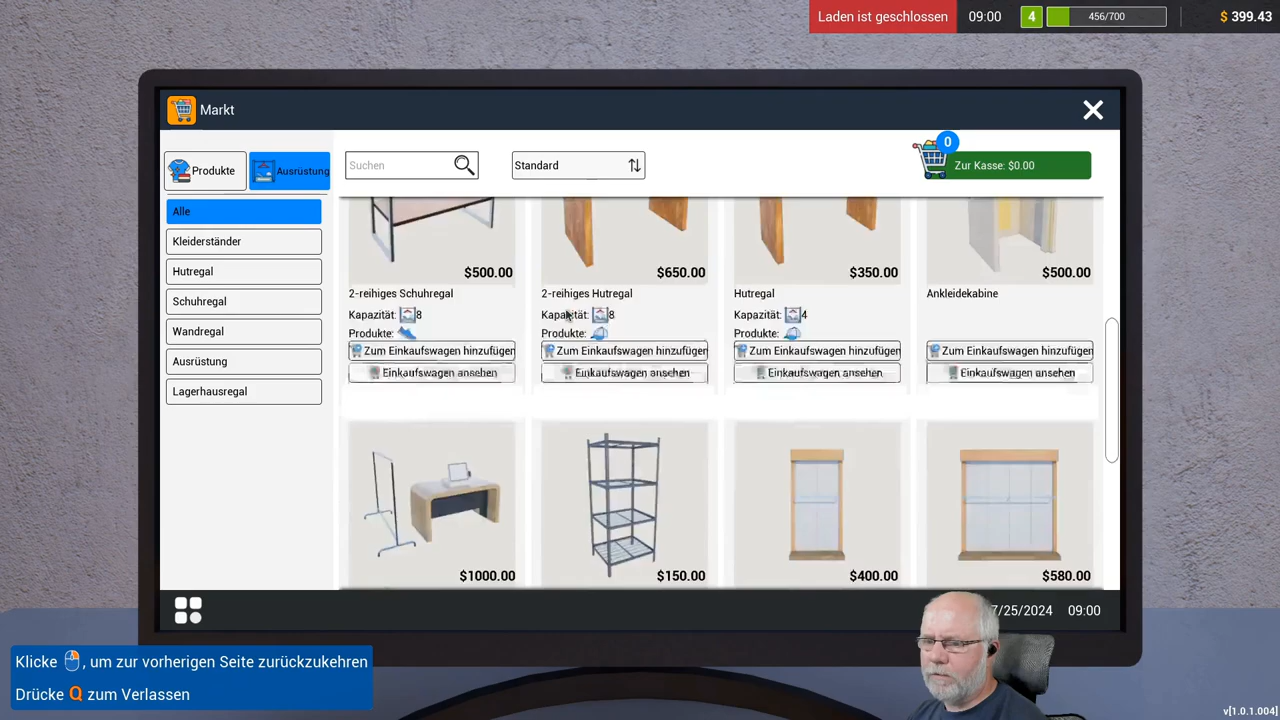 Laden ist geschlossen 09:00 4 456/700 $ 399.43
Markt
0
Produkte Ausrüstung Suchen Standard Zur Kasse: $0.00
Alle
Kleiderständer
Hutregal
Schuhregal
Wandregal
Ausrüstung
Lagerhausregal
$500.00 $650.00 $350.00 $500.00
2-reihiges Schuhregal 2-reihiges Hutregal Hutregal Ankleidekabine
Kapazität: 8 Kapazität: 8 Kapazität: 4
Produkte: Produkte: Produkte:
Zum Einkaufswagen hinzufügen Zum Einkaufswagen hinzufügen Zum Einkaufswagen hinzufügen Zum Einkaufswagen hinzufügen
Einkaufswagen ansehen Einkaufswagen ansehen Einkaufswagen ansehen Einkaufswagen ansehen
$1000.00 $150.00 $400.00 $580.00
7/25/2024 09:00
Klicke , um zur vorherigen Seite zurückzukehren
Drücke Q zum Verlassen
v[1.0.1.004]